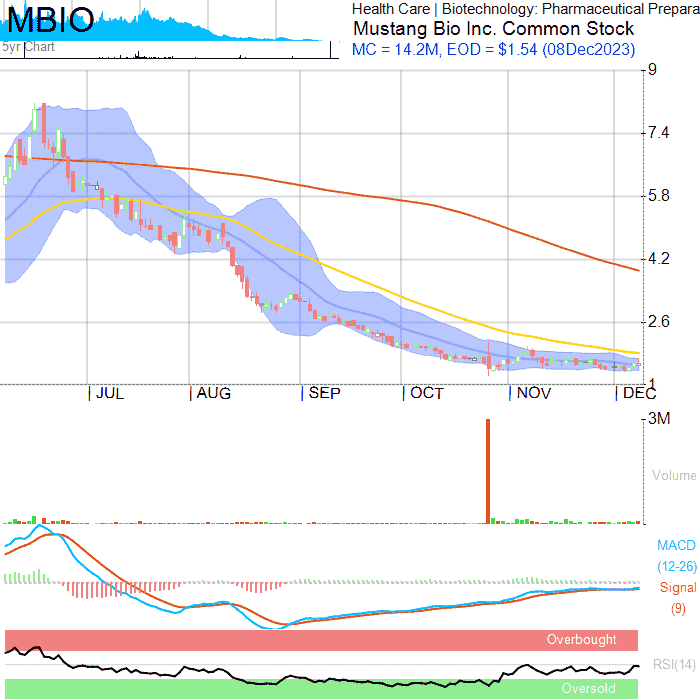 MBIO
5yr Chart
Health Care | Biotechnology: Pharmaceutical Prepara
Mustang Bio Inc. Common Stock
MC = 14.2M, EOD = $1.54 (08Dec2023)
9
7.4
5.8
4.2
2.6
1
JUL AUG SEP OCT NOV DEC
3M
Volume
MACD
(12-26)
Signal
(9)
Overbought
RSI(14)
Oversold